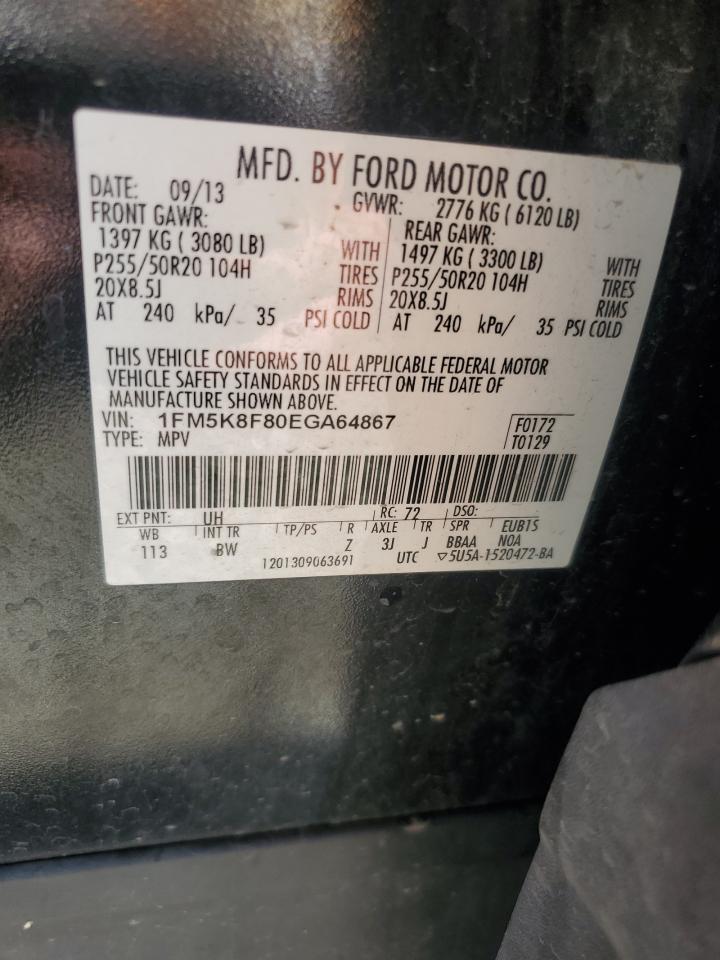 MFD. BY FORD MOTOR CO.
DATE: 09/13 GVWR: 2776 KG ( 6120 LB)
FRONT GAWR: REAR GAWR:
1397 KG ( 3080 LB) WITH 1497 KG ( 3300 LB) WITH
P255/50R20 104H TIRES P255/50R20 104H TIRES
20X8.5J RIMS 20X8.5J RIMS
AT 240 kPa/ 35 PSI COLD AT 240 kPa/ 35 PSI COLD
THIS VEHICLE CONFORMS TO ALL APPLICABLE FEDERAL MOTOR
VEHICLE SAFETY STANDARDS IN EFFECT ON THE DATE OF
MANUFACTURE SHOWN ABOVE.
VIN: 1FM5K8F80EGA64867 F0172
TYPE: MPV T0129
EXT PNT: UH RC: 72 DSO:
WB INT TR TP/PS R AXLE TR SPR EUB1S
113 BW Z 3J J BBAA NOA
1201309063691 UTC ▽5U5A-1520472-BA